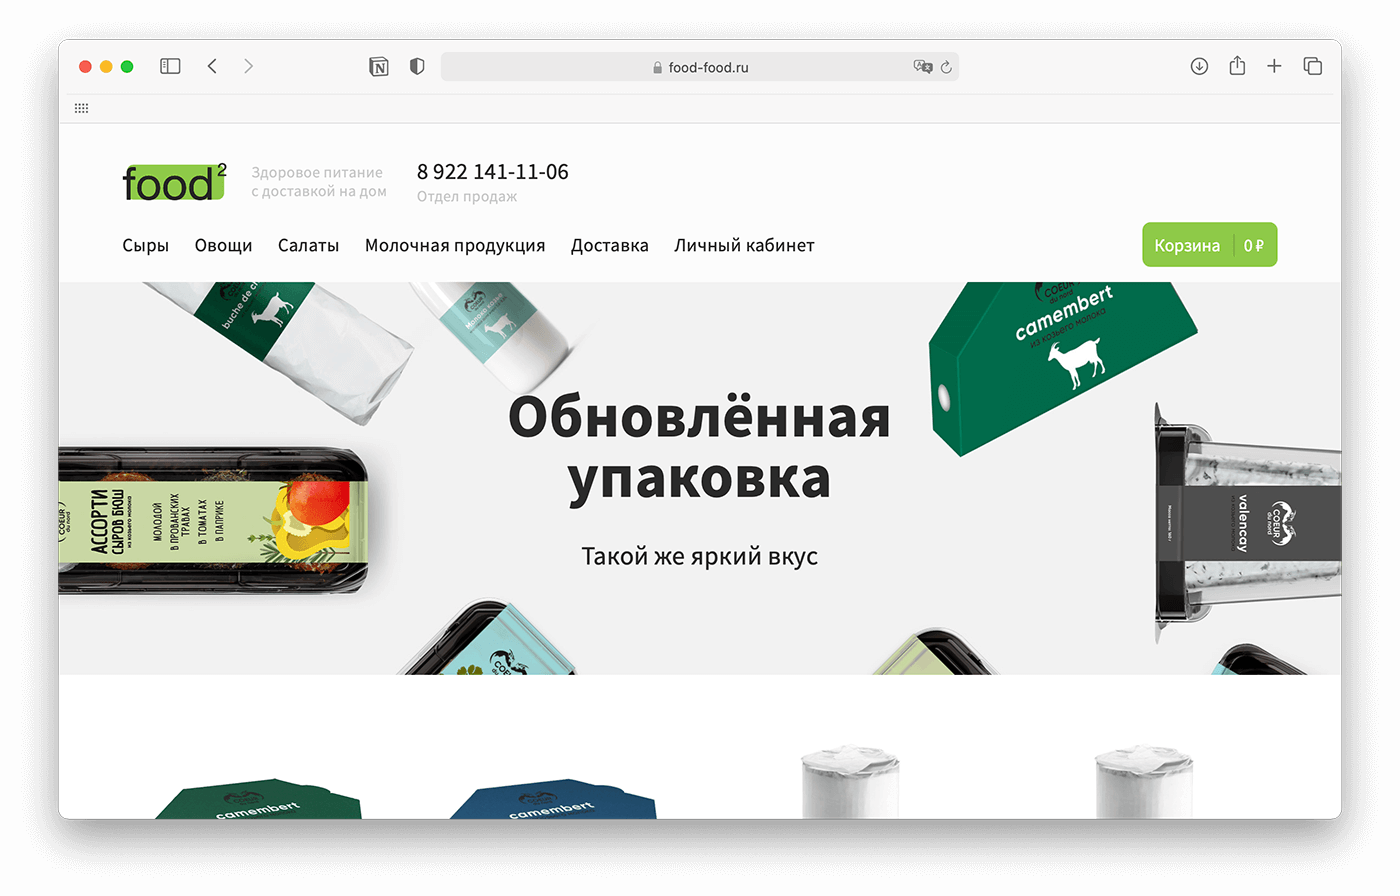 food-food.ru
food²
Здоровое питание
с доставкой на дом
8 922 141-11-06
Отдел продаж
Сыры Овощи Салаты Молочная продукция Доставка Личный кабинет
Корзина 0 ₽
buche de
Молоко козье
COEUR
du nord
camembert
из козьего молока
Обновлённая
упаковка
Такой же яркий вкус
COEUR
du nord
АССОРТИ
СЫРОВ БЮШ
из козьего молока
МОЛОДОЙ
В ПРОВАНСКИХ
ТРАВАХ
В ТОМАТАХ
В ПАПРИКЕ
valencay
COEUR
du nord
camembert
camembert